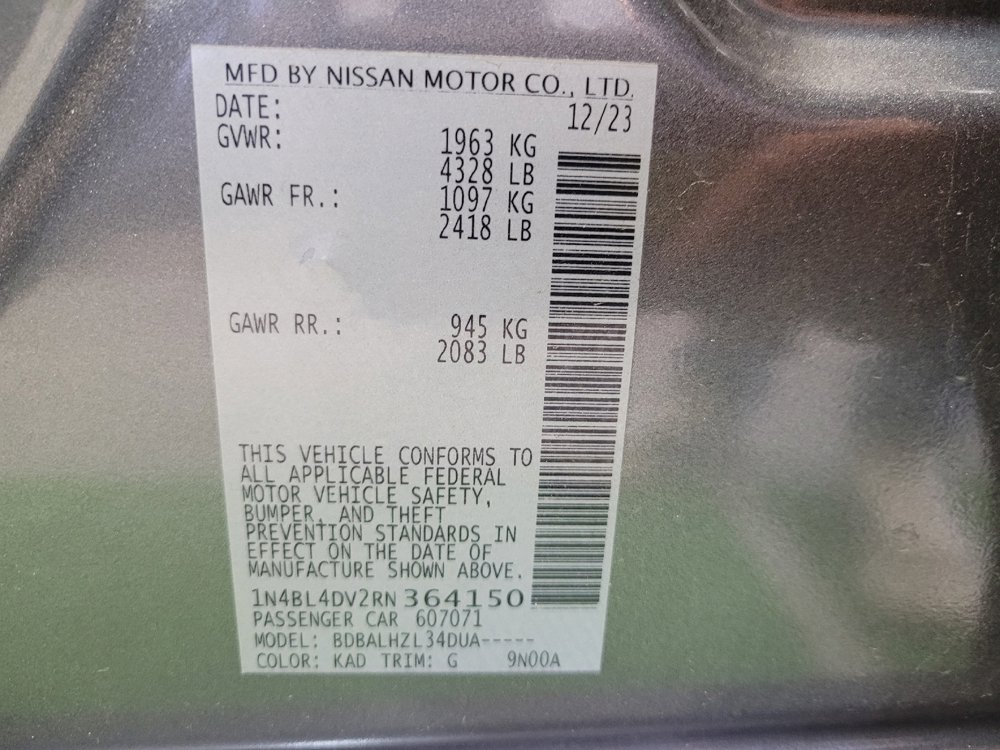 MFD BY NISSAN MOTOR CO., LTD.
DATE: 12/23
GVWR: 1963 KG
4328 LB
GAWR FR.: 1097 KG
2418 LB
GAWR RR.: 945 KG
2083 LB
THIS VEHICLE CONFORMS TO
ALL APPLICABLE FEDERAL
MOTOR VEHICLE SAFETY,
BUMPER, AND THEFT
PREVENTION STANDARDS IN
EFFECT ON THE DATE OF
MANUFACTURE SHOWN ABOVE.
1N4BL4DV2RN364150
PASSENGER CAR 607071
MODEL: BDBALHZL34DUA-----
COLOR: KAD TRIM: G 9N00A